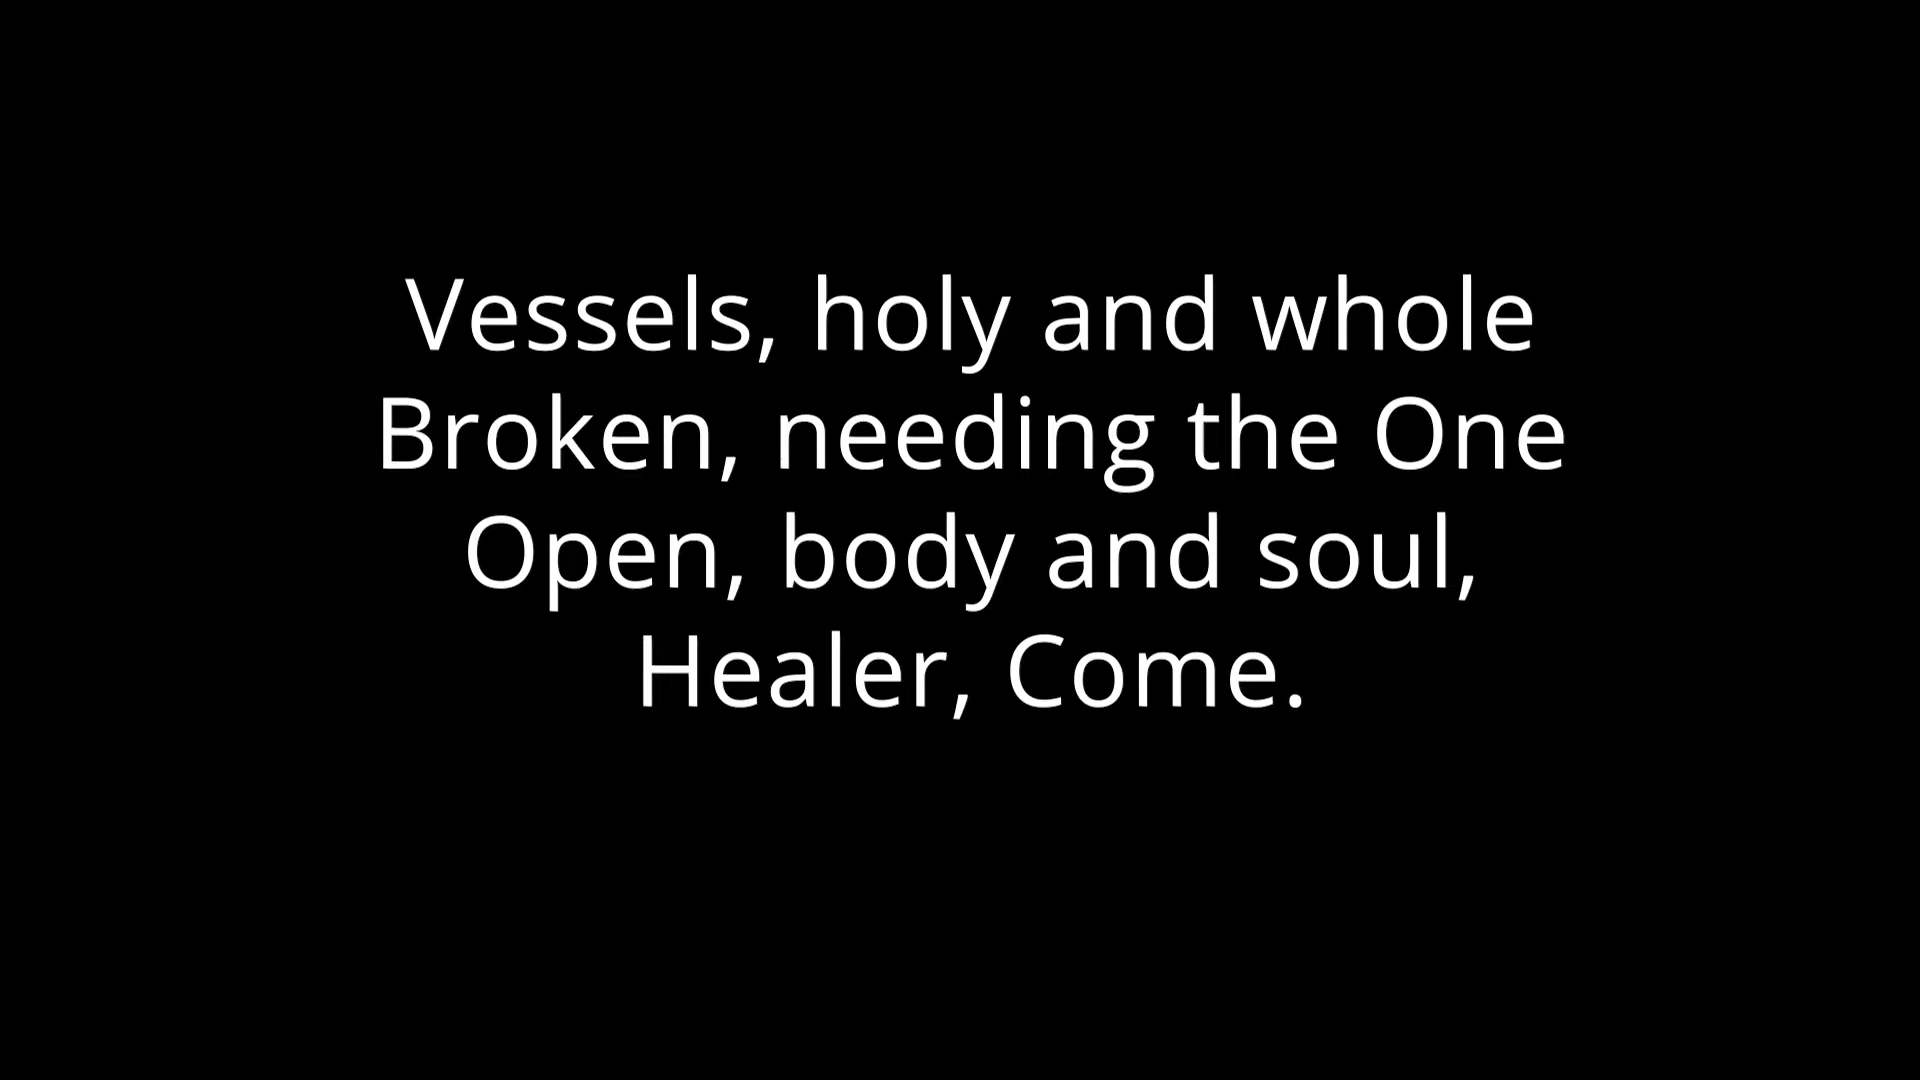 Vessels, holy and whole
Broken, needing the One
Open, body and soul,
Healer, Come.